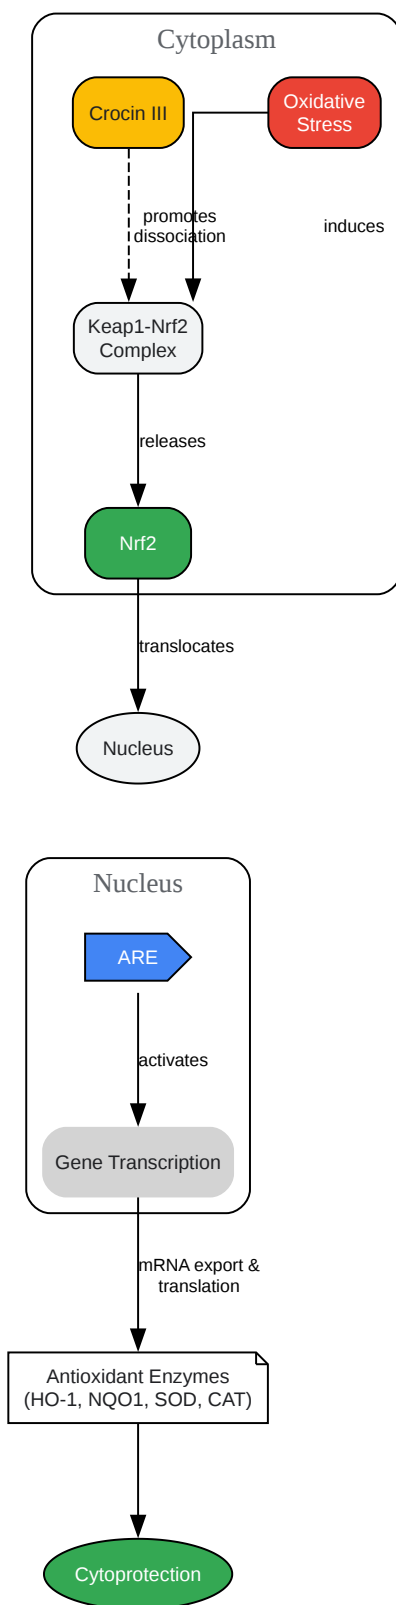 Cytoplasm
Crocin III
Oxidative
Stress
promotes
dissociation
induces
Keap1-Nrf2
Complex
releases
Nrf2
translocates
Nucleus
Nucleus
ARE
activates
Gene Transcription
mRNA export &
translation
Antioxidant Enzymes
(HO-1, NQO1, SOD, CAT)
Cytoprotection